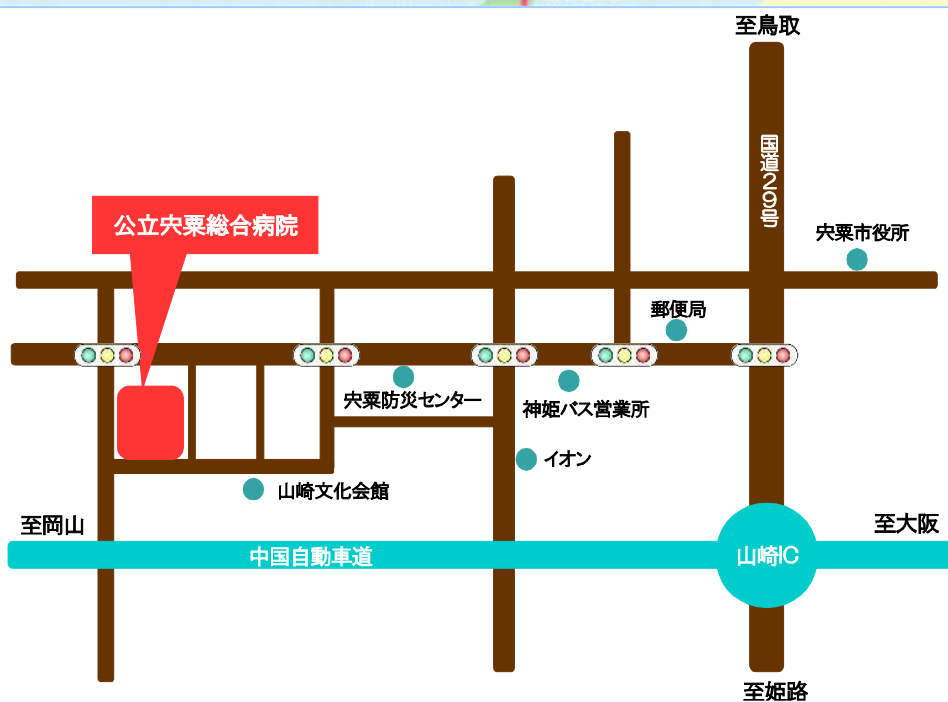 至鳥取
国道29号
公立宍粟総合病院
宍粟市役所
郵便局
宍粟防災センター
神姫バス営業所
イオン
山崎文化会館
至岡山
至大阪
中国自動車道
山崎IC
至姫路